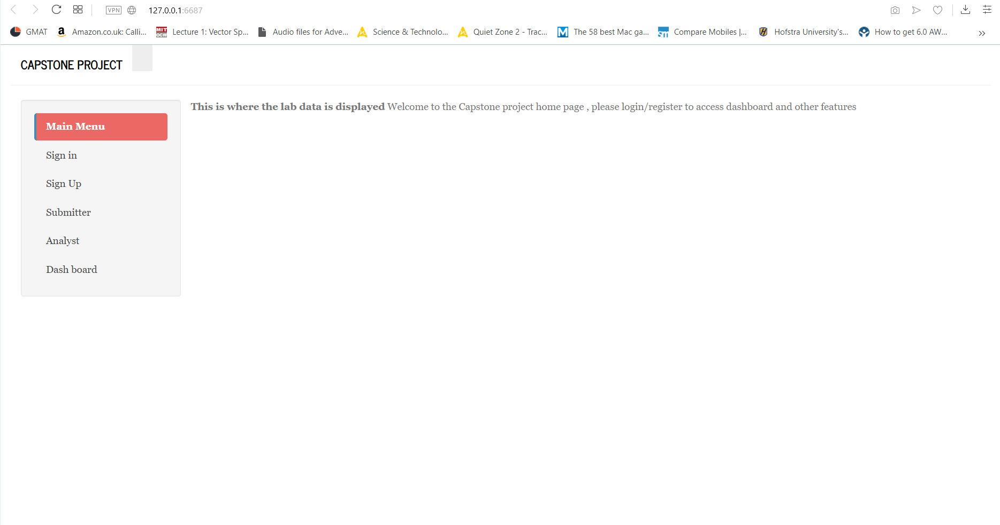 VPN 127.0.0.1:6687
GMAT Amazon.co.uk: Calli... MIT OCW Lecture 1: Vector Sp... Audio files for Adve... Science & Technolo... Quiet Zone 2 - Trac... The 58 best Mac ga... Compare Mobiles |... Hofstra University's... How to get 6.0 AW...
CAPSTONE PROJECT
This is where the lab data is displayed Welcome to the Capstone project home page , please login/register to access dashboard and other features
Main Menu
Sign in
Sign Up
Submitter
Analyst
Dash board